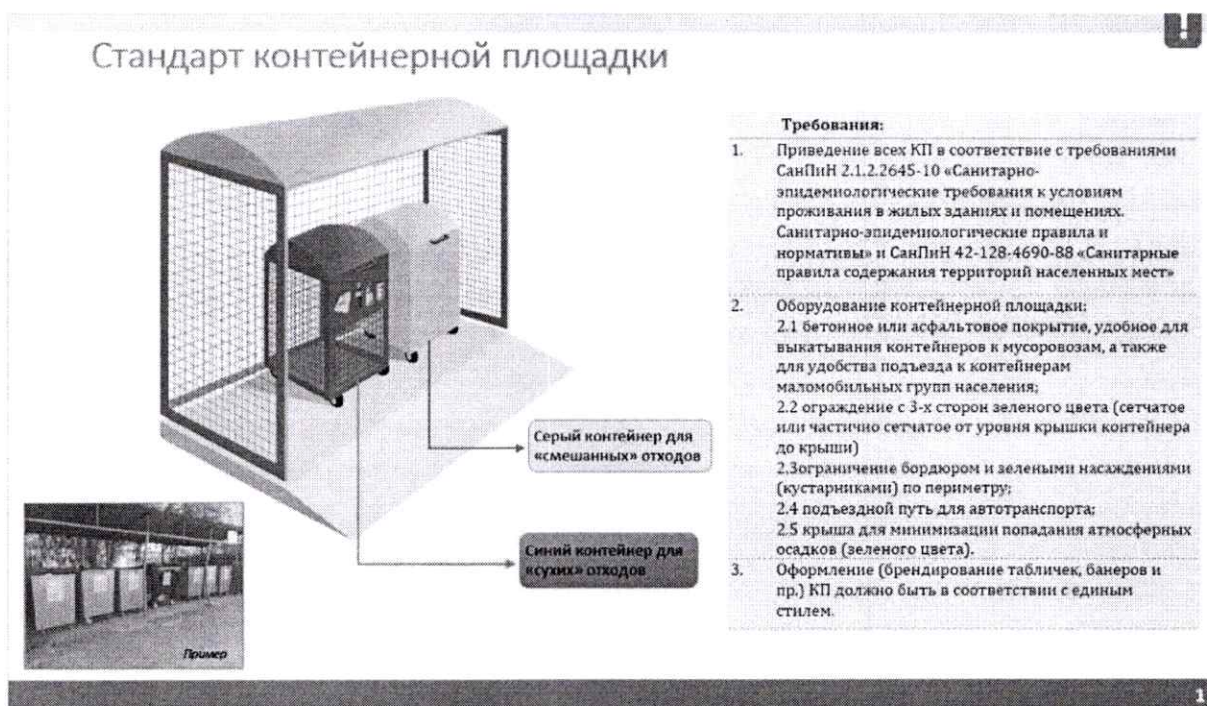 !
Стандарт контейнерной площадки
Требования:
1. Приведение всех КП в соответствие с требованиями
СанПиН 2.1.2.2645-10 «Санитарно-
эпидемиологические требования к условиям
проживания в жилых зданиях и помещениях.
Санитарно-эпидемиологические правила и
нормативы» и СанПиН 42-128-4690-88 «Санитарные
правила содержания территорий населенных мест»
2. Оборудование контейнерной площадки:
2.1 бетонное или асфальтовое покрытие, удобное для
выкатывания контейнеров к мусоровозам, а также
для удобства подъезда к контейнерам
маломобильных групп населения;
2.2 ограждение с 3-х сторон зеленого цвета (сетчатое
или частично сетчатое от уровня крышки контейнера
до крыши)
2.3ограничение бордюром и зелеными насаждениями
(кустарниками) по периметру;
2.4 подъездной путь для автотранспорта;
2.5 крыша для минимизации попадания атмосферных
осадков (зеленого цвета).
3. Оформление (брендирование табличек, банеров и
пр.) КП должно быть в соответствии с единым
стилем.
Серый контейнер для
«смешанных» отходов
Синий контейнер для
«сухих» отходов
Пример
1